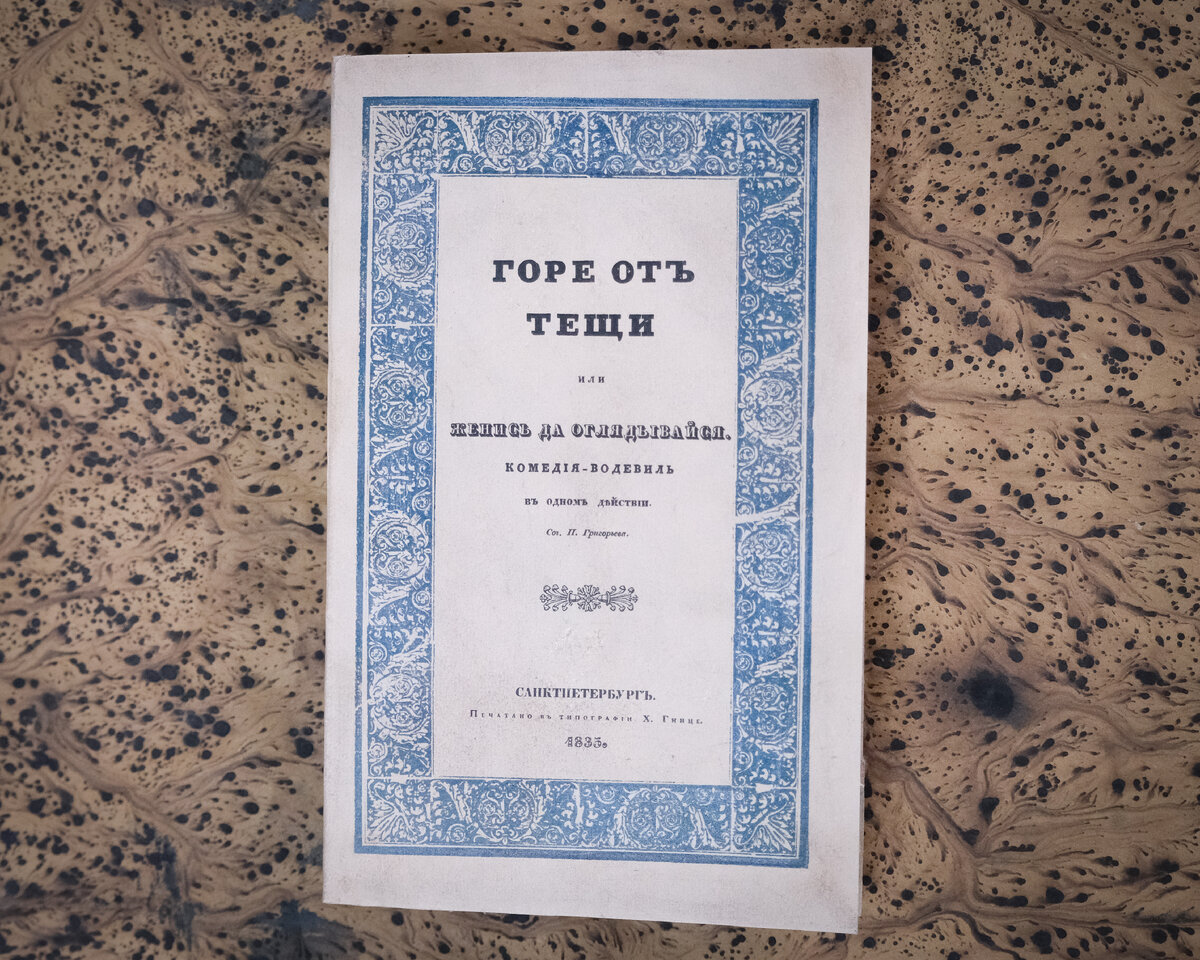 ГОРЕ ОТЪ
ТЕЩИ
ИЛИ
ЖЕНИСЬ ДА ОГЛЯДЫВАЙСЯ.
КОМЕДІЯ-ВОДЕВИЛЬ
ВЪ ОДНОМЪ ДѢЙСТВІИ.
Соч. П. Григорьева.
САНКТПЕТЕРБУРГЪ.
ПЕЧАТАНО ВЪ ТИПОГРАФІИ Х. ГИНЦЕ.
1835.